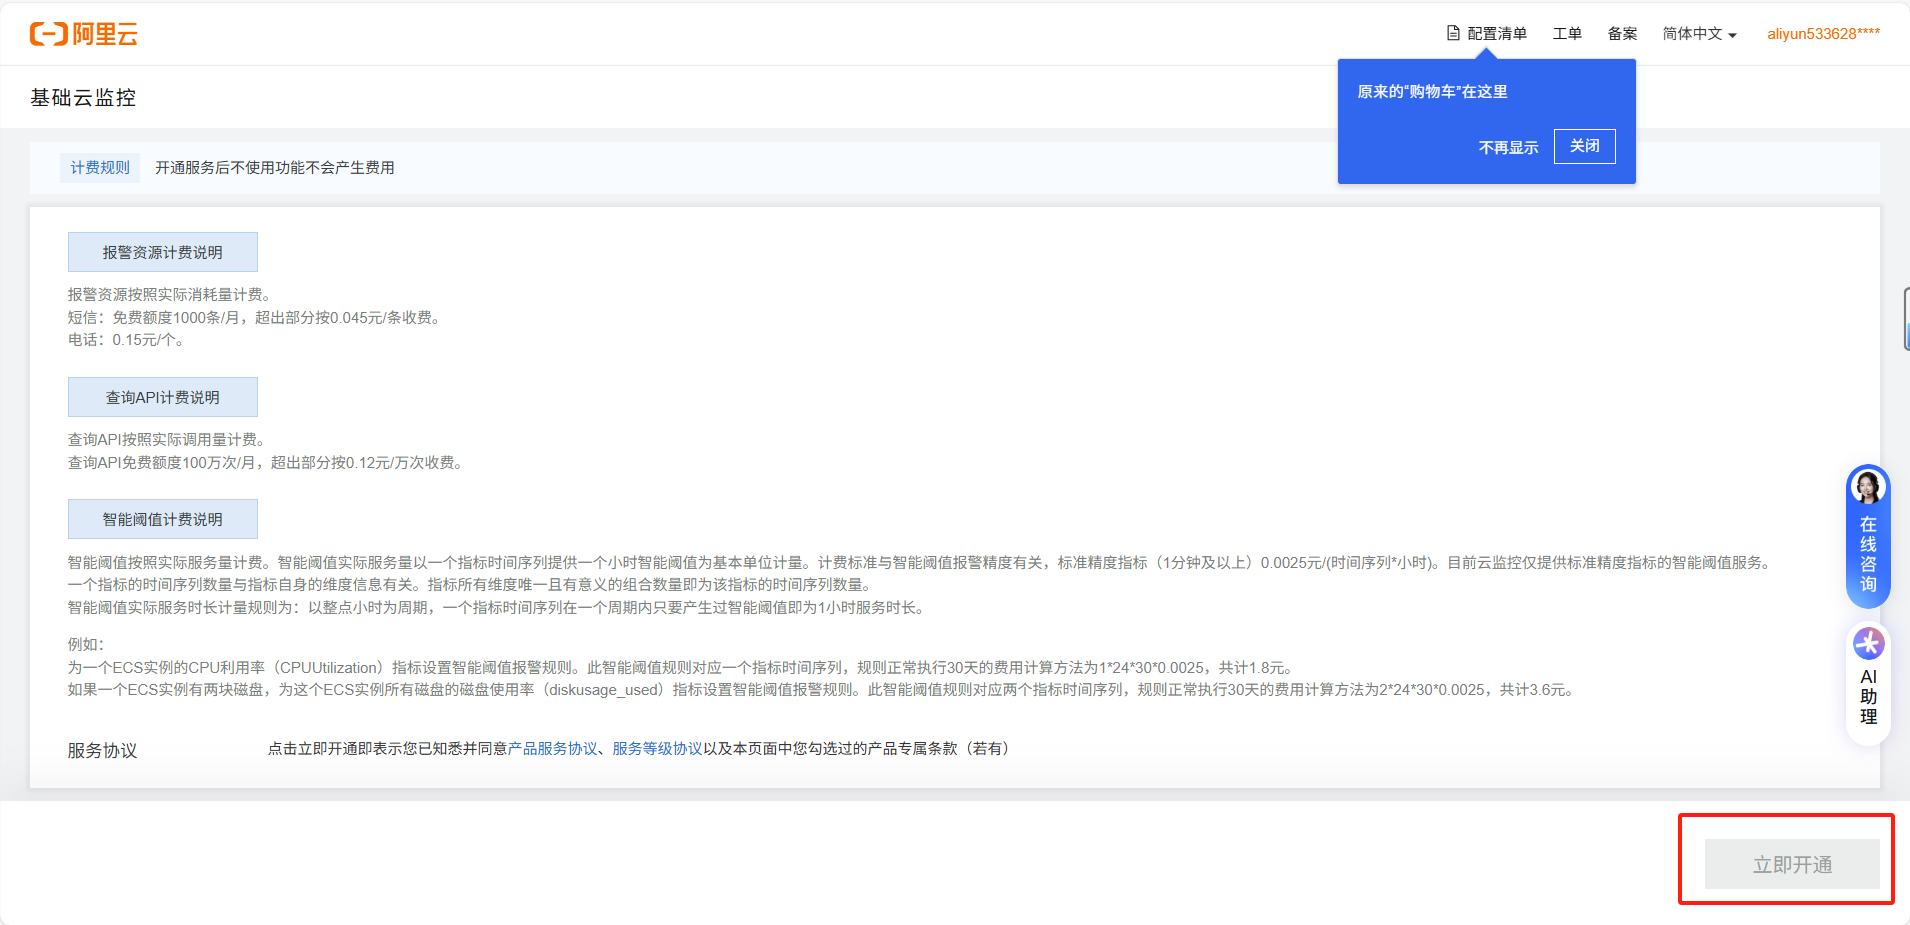 阿里云
配置清单
工单
备案
简体中文
aliyun533628****
原来的“购物车”在这里
不再显示
关闭
基础云监控
计费规则
开通服务后不使用功能不会产生费用
报警资源计费说明
报警资源按照实际消耗量计费。
短信：免费额度1000条/月，超出部分按0.045元/条收费。
电话：0.15元/个。
查询API计费说明
查询API按照实际调用量计费。
查询API免费额度100万次/月，超出部分按0.12元/万次收费。
智能阈值计费说明
智能阈值按照实际服务量计费。智能阈值实际服务量以一个指标时间序列提供一个小时智能阈值为基本单位计量。计费标准与智能阈值报警精度有关，标准精度指标（1分钟及以上）0.0025元/(时间序列*小时)。目前云监控仅提供标准精度指标的智能阈值服务。
一个指标的时间序列数量与指标自身的维度信息有关。指标所有维度唯一且有意义的组合数量即为该指标的时间序列数量。
智能阈值实际服务时长计量规则为：以整点小时为周期，一个指标时间序列在一个周期内只要产生过智能阈值即为1小时服务时长。
例如：
为一个ECS实例的CPU利用率（CPUUtilization）指标设置智能阈值报警规则。此智能阈值规则对应一个指标时间序列，规则正常执行30天的费用计算方法为1*24*30*0.0025，共计1.8元。
如果一个ECS实例有两块磁盘，为这个ECS实例所有磁盘的磁盘使用率（diskusage_used）指标设置智能阈值报警规则。此智能阈值规则对应两个指标时间序列，规则正常执行30天的费用计算方法为2*24*30*0.0025，共计3.6元。
服务协议
点击立即开通即表示您已知悉并同意产品服务协议、服务等级协议以及本页面中您勾选过的产品专属条款（若有）
在线咨询
AI助理
立即开通